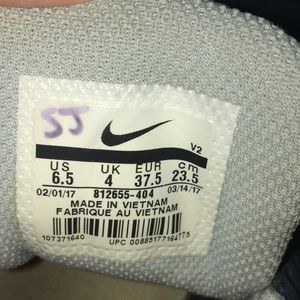 SJ
V2
US UK EUR cm
6.5 4 37.5 23.5
02/01/17 812655-404 03/14/17
MADE IN VIETNAM
FABRIQUE AU VIETNAM
107371640
UPC 00885177164775